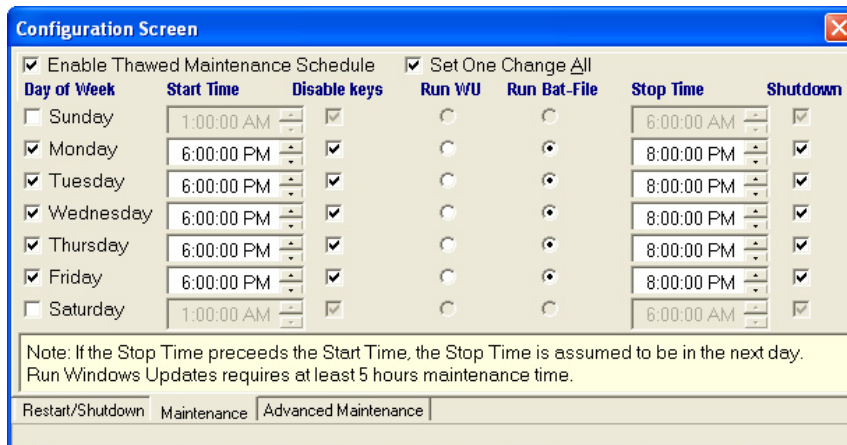 Configuration Screen
Enable Thawed Maintenance Schedule Set One Change All
Day of Week Start Time Disable keys Run WU Run Bat-File Stop Time Shutdown
Sunday 1:00:00 AM 6:00:00 AM
Monday 6:00:00 PM 8:00:00 PM
Tuesday 6:00:00 PM 8:00:00 PM
Wednesday 6:00:00 PM 8:00:00 PM
Thursday 6:00:00 PM 8:00:00 PM
Friday 6:00:00 PM 8:00:00 PM
Saturday 1:00:00 AM 6:00:00 AM
Note: If the Stop Time preceeds the Start Time, the Stop Time is assumed to be in the next day.
Run Windows Updates requires at least 5 hours maintenance time.
Restart/Shutdown Maintenance Advanced Maintenance